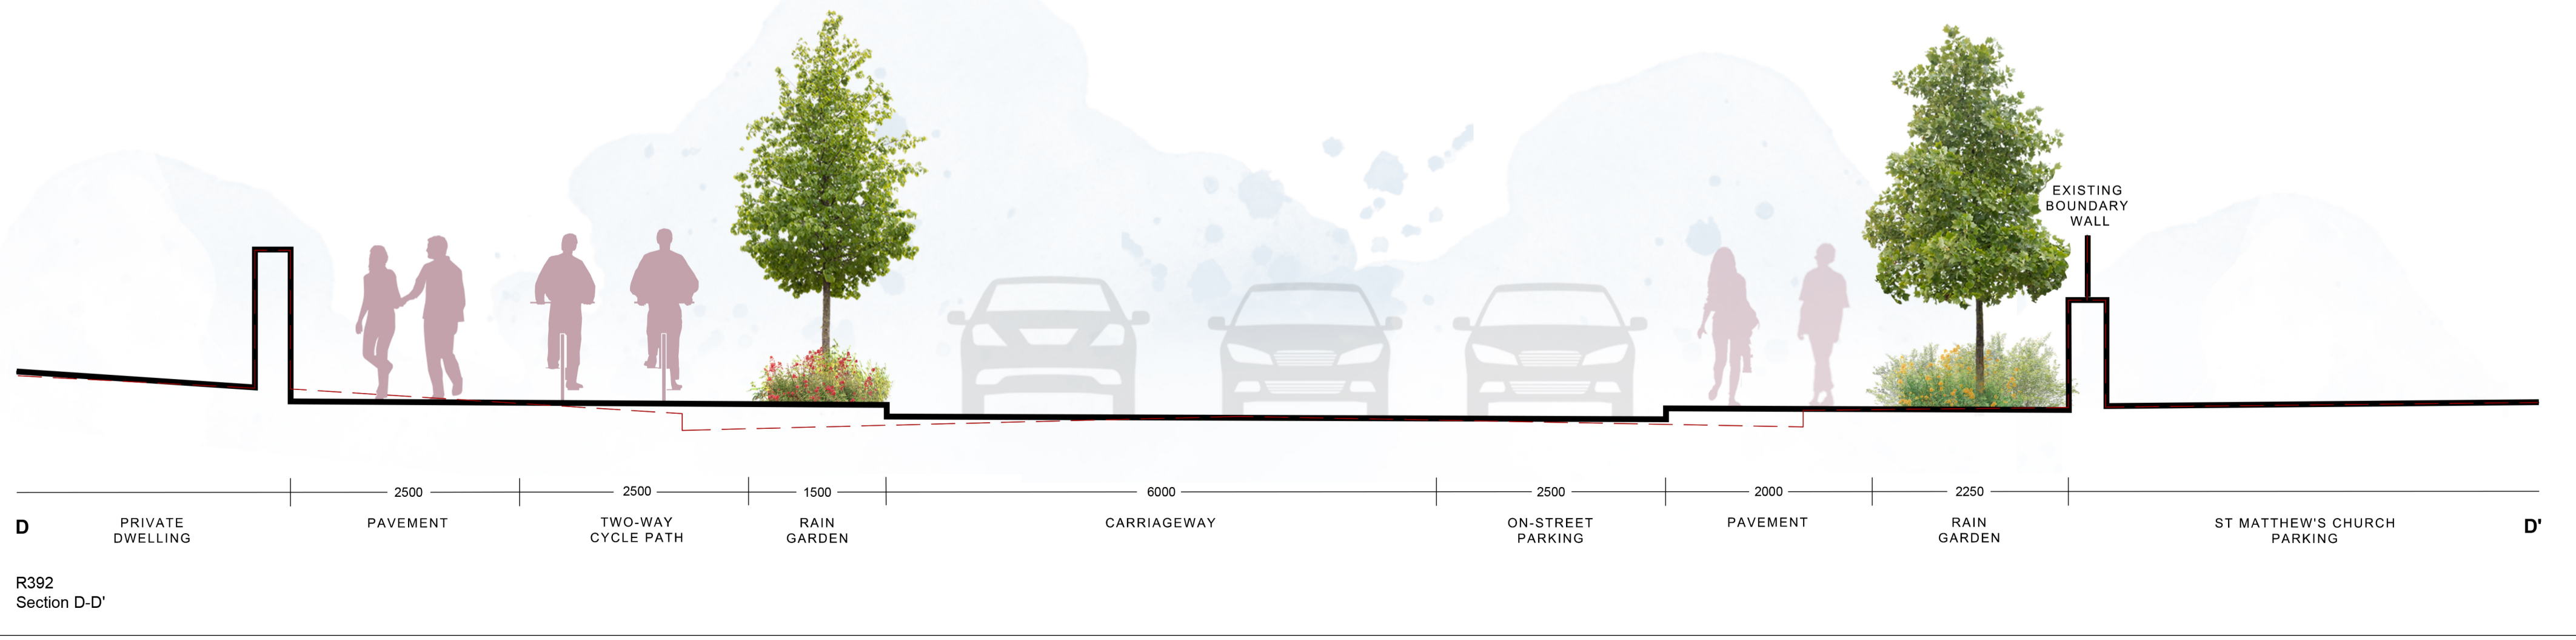 EXISTING
BOUNDARY
WALL
2500
2500
1500
6000
2500
2000
2250
D
PRIVATE
DWELLING
PAVEMENT
TWO-WAY
CYCLE PATH
RAIN
GARDEN
CARRIAGEWAY
ON-STREET
PARKING
PAVEMENT
RAIN
GARDEN
ST MATTHEW'S CHURCH
PARKING
D'
R392
Section D-D'